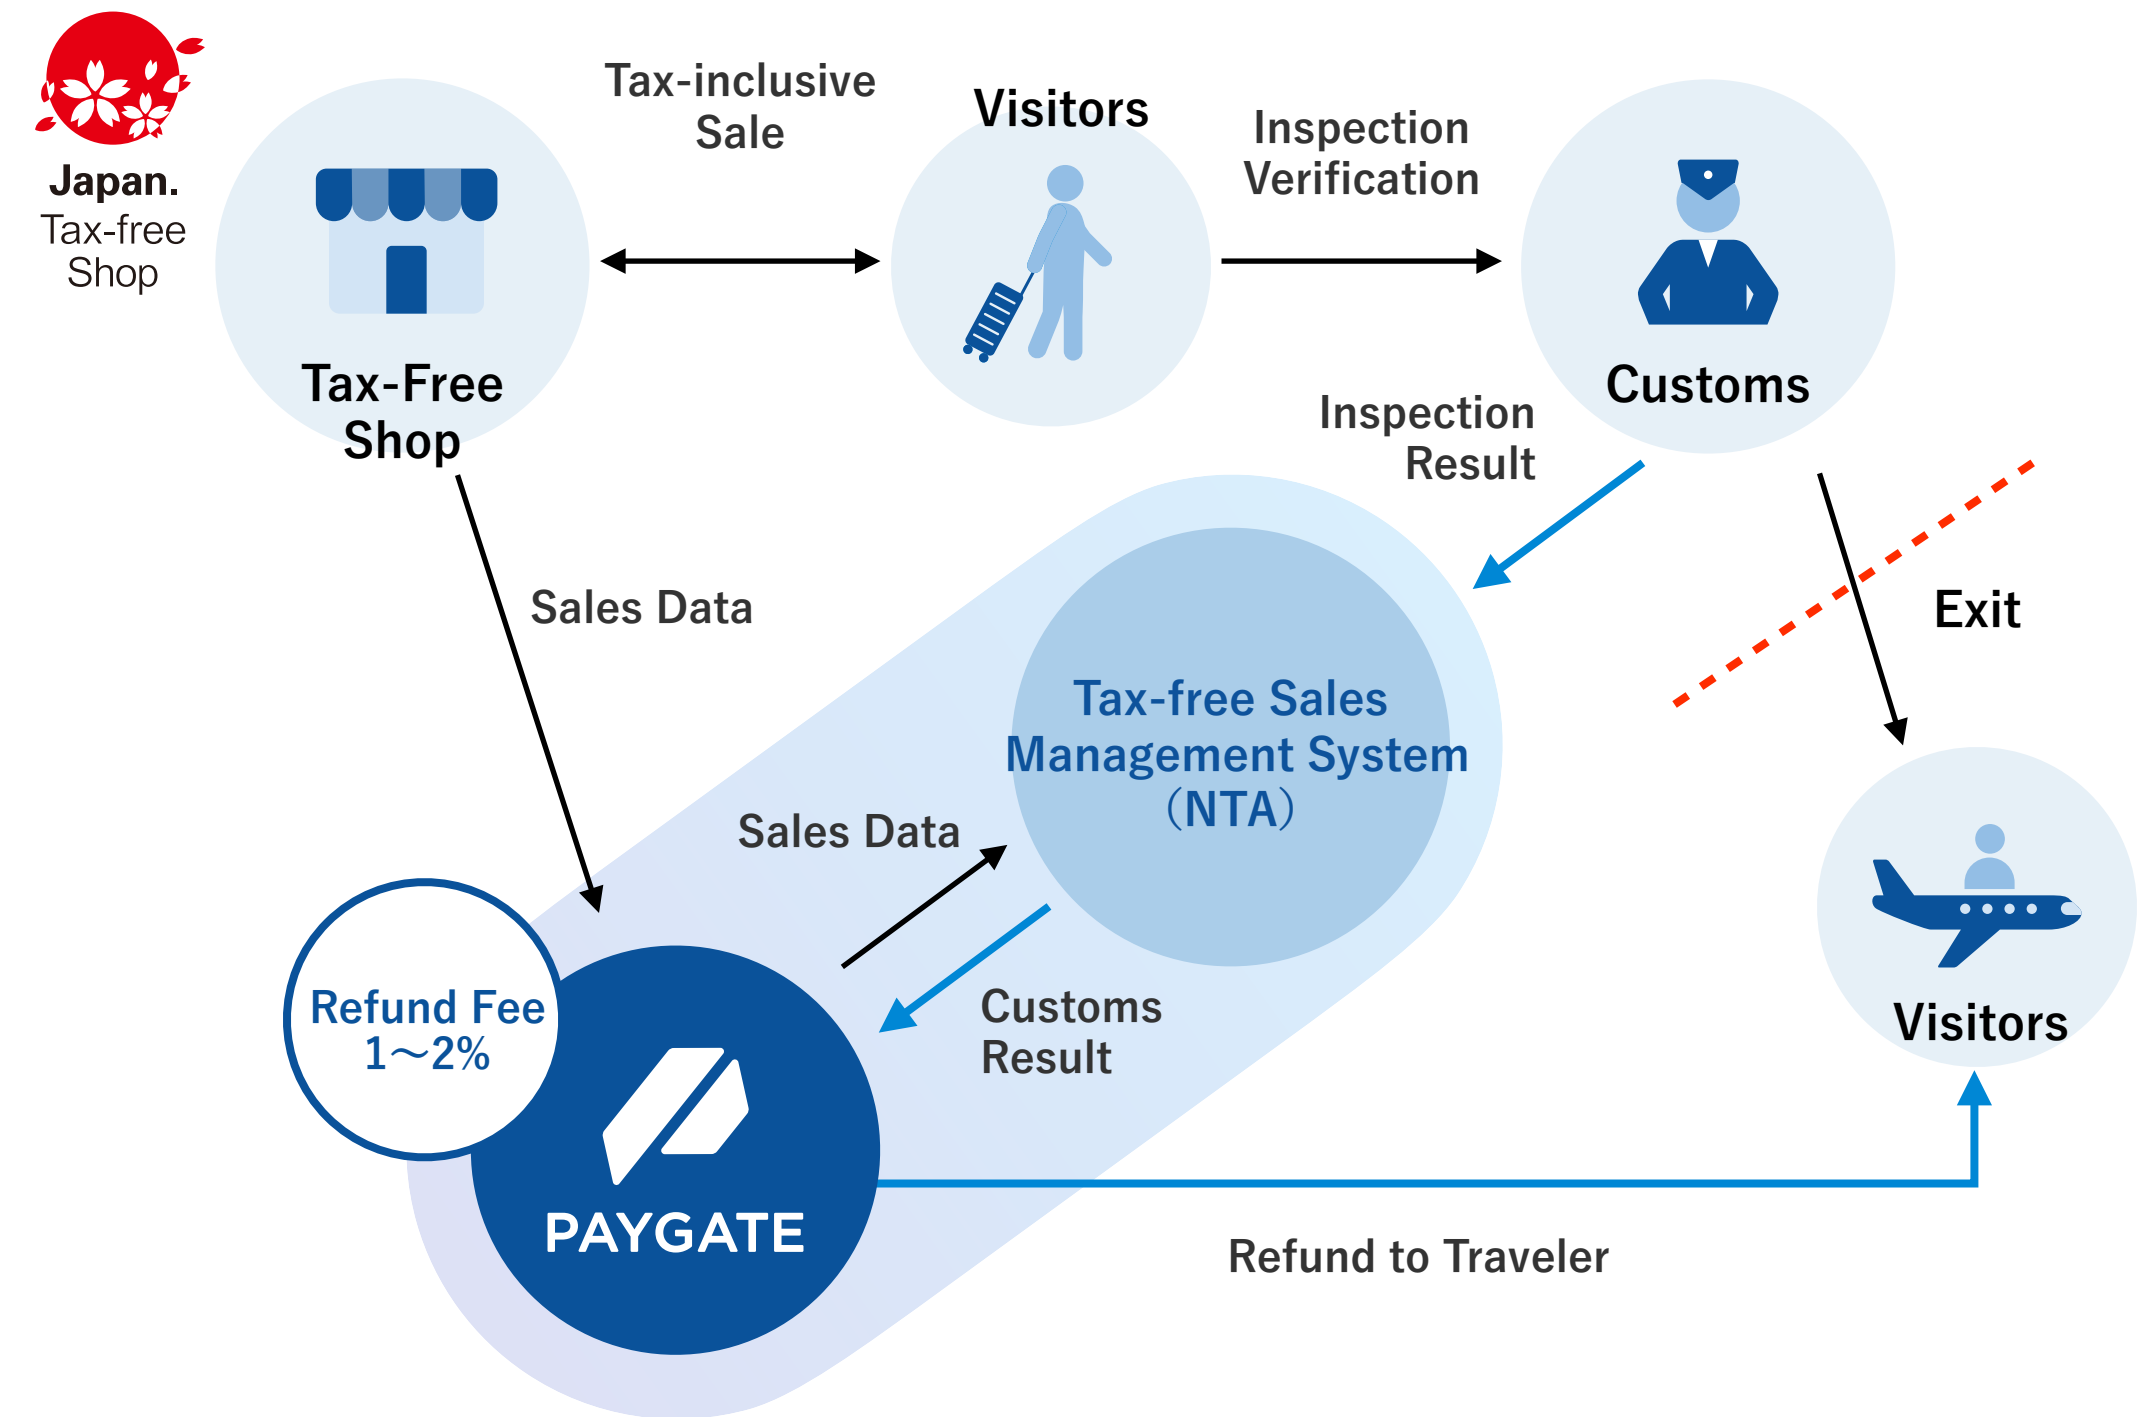 Japan.
Tax-free
Shop
Tax-inclusive
Sale
Visitors
Inspection
Verification
Tax-Free
Shop
Customs
Inspection
Result
Sales Data
Exit
Tax-free Sales
Management System
（NTA）
Sales Data
Refund Fee
1〜2%
Customs
Result
Visitors
PAYGATE
Refund to Traveler